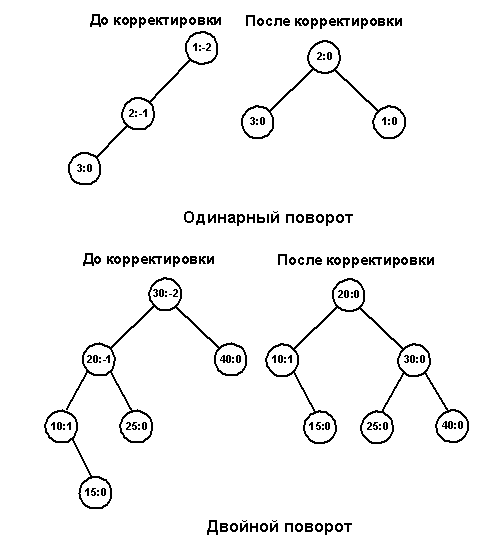 До корректировки После корректировки
1:-2
2:0
2:-1
3:0 1:0
3:0
Одинарный поворот
До корректировки После корректировки
30:-2 20:0
20:-1 40:0 10:1 30:0
10:1 25:0 15:0 25:0 40:0
15:0
Двойной поворот